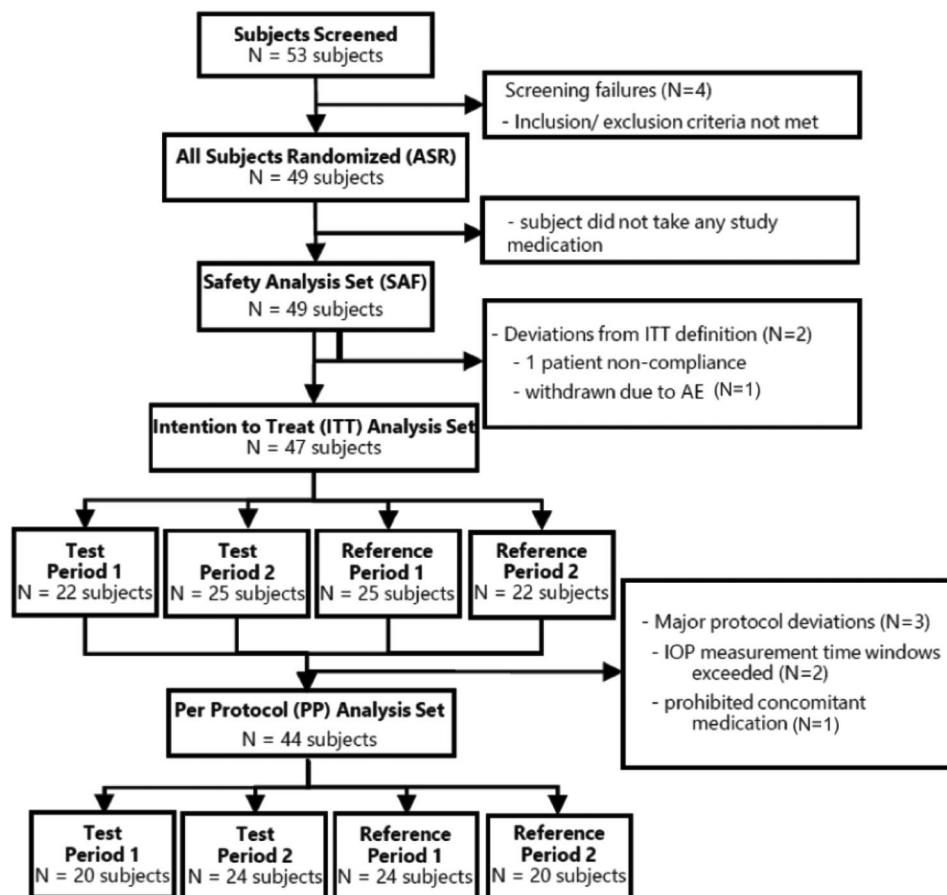 Subjects Screened
N = 53 subjects
Screening failures (N=4)
- Inclusion/ exclusion criteria not met
All Subjects Randomized (ASR)
N = 49 subjects
- subject did not take any study
medication
Safety Analysis Set (SAF)
N = 49 subjects
- Deviations from ITT definition (N=2)
- 1 patient non-compliance
- withdrawn due to AE (N=1)
Intention to Treat (ITT) Analysis Set
N = 47 subjects
Test
Period 1
N = 22 subjects
Test
Period 2
N = 25 subjects
Reference
Period 1
N = 25 subjects
Reference
Period 2
N = 22 subjects
- Major protocol deviations (N=3)
- IOP measurement time windows
exceeded (N=2)
- prohibited concomitant
medication (N=1)
Per Protocol (PP) Analysis Set
N = 44 subjects
Test
Period 1
N = 20 subjects
Test
Period 2
N = 24 subjects
Reference
Period 1
N = 24 subjects
Reference
Period 2
N = 20 subjects